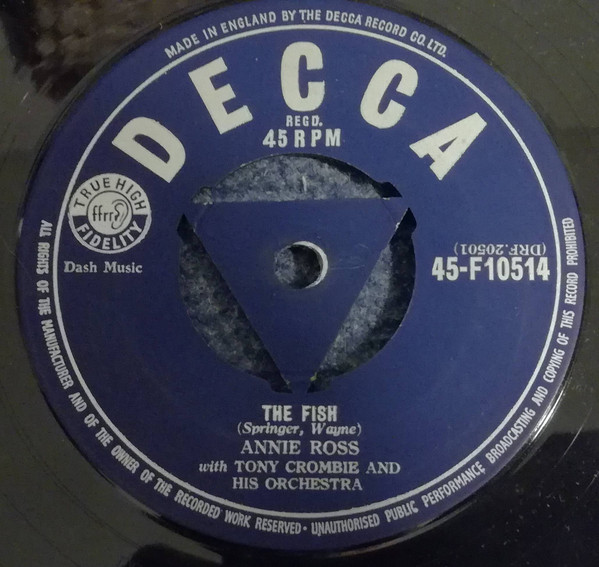 MADE IN ENGLAND BY THE DECCA RECORD CO. LTD.
DECCA
REGD.
45 RPM
TRUE HIGH
ffrr
FIDELITY
Dash Music
(DRF.20501)
45-F10514
THE FISH
(Springer, Wayne)
ANNIE ROSS
with TONY CROMBIE AND
HIS ORCHESTRA
ALL RIGHTS OF THE MANUFACTURER AND OF THE OWNER OF THE RECORDED WORK RESERVED · UNAUTHORISED PUBLIC PERFORMANCE BROADCASTING AND COPYING OF THIS RECORD PROHIBITED